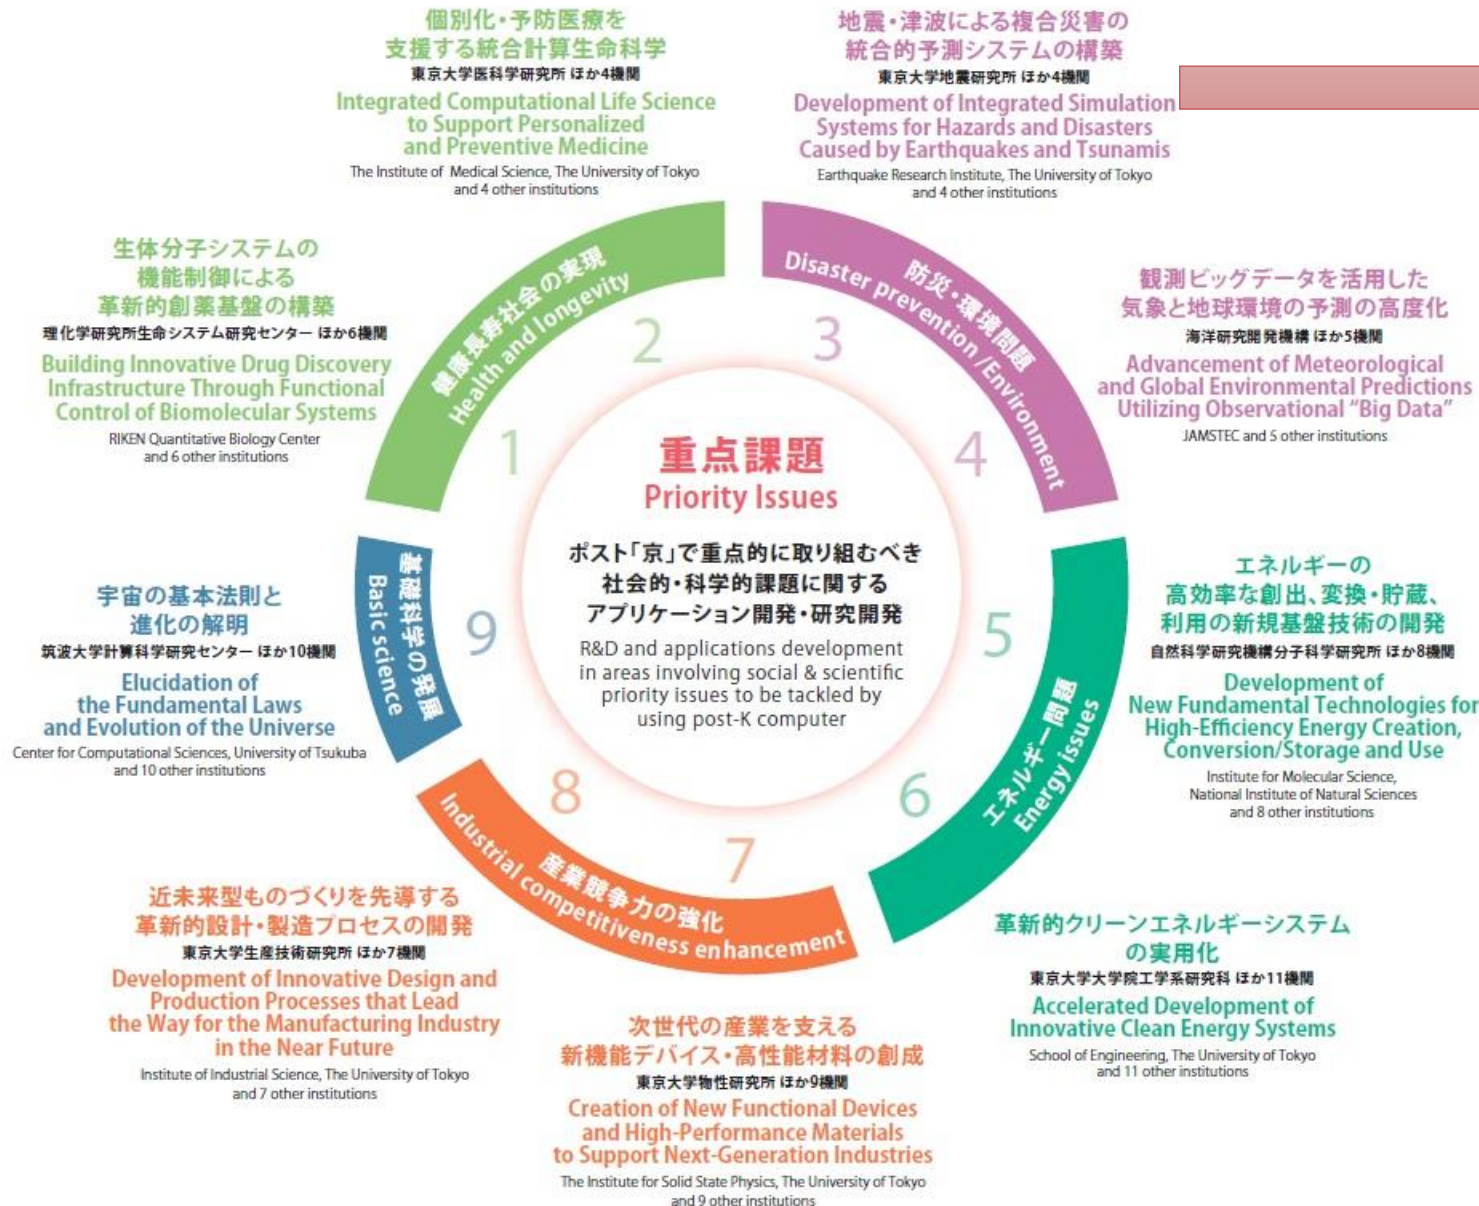 個別化・予防医療を
支援する統合計算生命科学
東京大学医科学研究所 ほか4機関
Integrated Computational Life Science
to Support Personalized
and Preventive Medicine
The Institute of Medical Science, The University of Tokyo
and 4 other institutions
地震・津波による複合災害の
統合的予測システムの構築
東京大学地震研究所 ほか4機関
Development of Integrated Simulation
Systems for Hazards and Disasters
Caused by Earthquakes and Tsunamis
Earthquake Research Institute, The University of Tokyo
and 4 other institutions
生体分子システムの
機能制御による
革新的創薬基盤の構築
理化学研究所生命システム研究センター ほか6機関
Building Innovative Drug Discovery
Infrastructure Through Functional
Control of Biomolecular Systems
RIKEN Quantitative Biology Center
and 6 other institutions
健康長寿社会の実現
Health and longevity
2
1
防災・環境問題
Disaster prevention /Environment
3
4
観測ビッグデータを活用した
気象と地球環境の予測の高度化
海洋研究開発機構 ほか5機関
Advancement of Meteorological
and Global Environmental Predictions
Utilizing Observational “Big Data”
JAMSTEC and 5 other institutions
重点課題
Priority Issues
ポスト「京」で重点的に取り組むべき
社会的・科学的課題に関する
アプリケーション開発・研究開発
R&D and applications development
in areas involving social & scientific
priority issues to be tackled by
using post-K computer
宇宙の基本法則と
進化の解明
筑波大学計算科学研究センター ほか10機関
Elucidation of
the Fundamental Laws
and Evolution of the Universe
Center for Computational Sciences, University of Tsukuba
and 10 other institutions
基礎科学の発展
Basic science
9
5
6
エネルギー問題
Energy issues
エネルギーの
高効率な創出、変換・貯蔵、
利用の新規基盤技術の開発
自然科学研究機構分子科学研究所 ほか8機関
Development of
New Fundamental Technologies for
High-Efficiency Energy Creation,
Conversion/Storage and Use
Institute for Molecular Science,
National Institute of Natural Sciences
and 8 other institutions
8
7
産業競争力の強化
Industrial competitiveness enhancement
近未来型ものづくりを先導する
革新的設計・製造プロセスの開発
東京大学生産技術研究所 ほか7機関
Development of Innovative Design and
Production Processes that Lead
the Way for the Manufacturing Industry
in the Near Future
Institute of Industrial Science, The University of Tokyo
and 7 other institutions
次世代の産業を支える
新機能デバイス・高性能材料の創成
東京大学物性研究所 ほか9機関
Creation of New Functional Devices
and High-Performance Materials
to Support Next-Generation Industries
The Institute for Solid State Physics, The University of Tokyo
and 9 other institutions
革新的クリーンエネルギーシステム
の実用化
東京大学大学院工学系研究科 ほか11機関
Accelerated Development of
Innovative Clean Energy Systems
School of Engineering, The University of Tokyo
and 11 other institutions